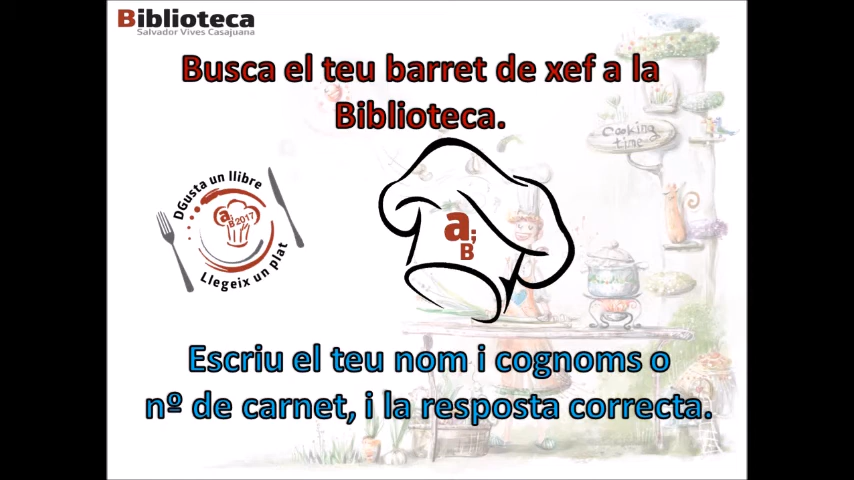 Biblioteca
Salvador Vives Casajuana
Busca el teu barret de xef a la
Biblioteca.
Cooking
time
DGusta un llibre
a;
B 2017
Llegeix un plat
a;
B
Escriu el teu nom i cognoms o
nº de carnet, i la resposta correcta.